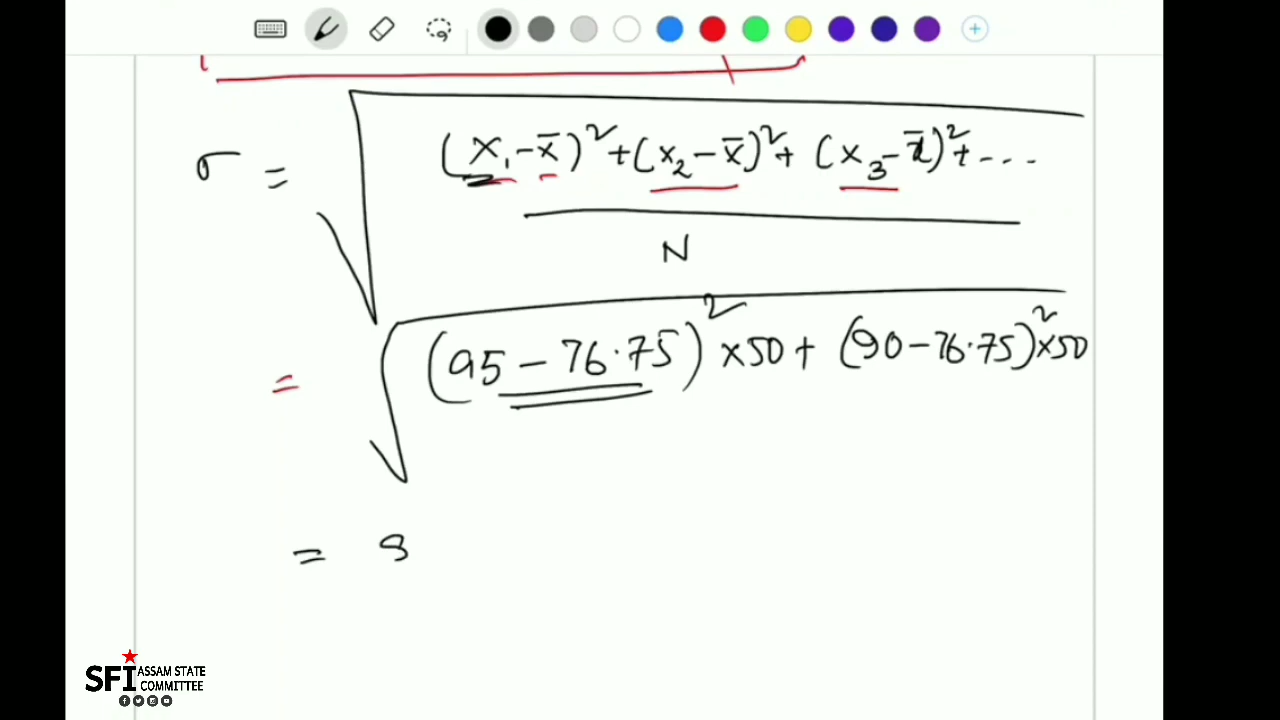 σ = √ (x₁ - x̄)² + (x₂ - x̄)² + (x₃ - x̄)² + ...
N
= √ (95 - 76.75)² × 50 + (90 - 76.75)² × 50
= 9
SFI ASSAM STATE
COMMITTEE